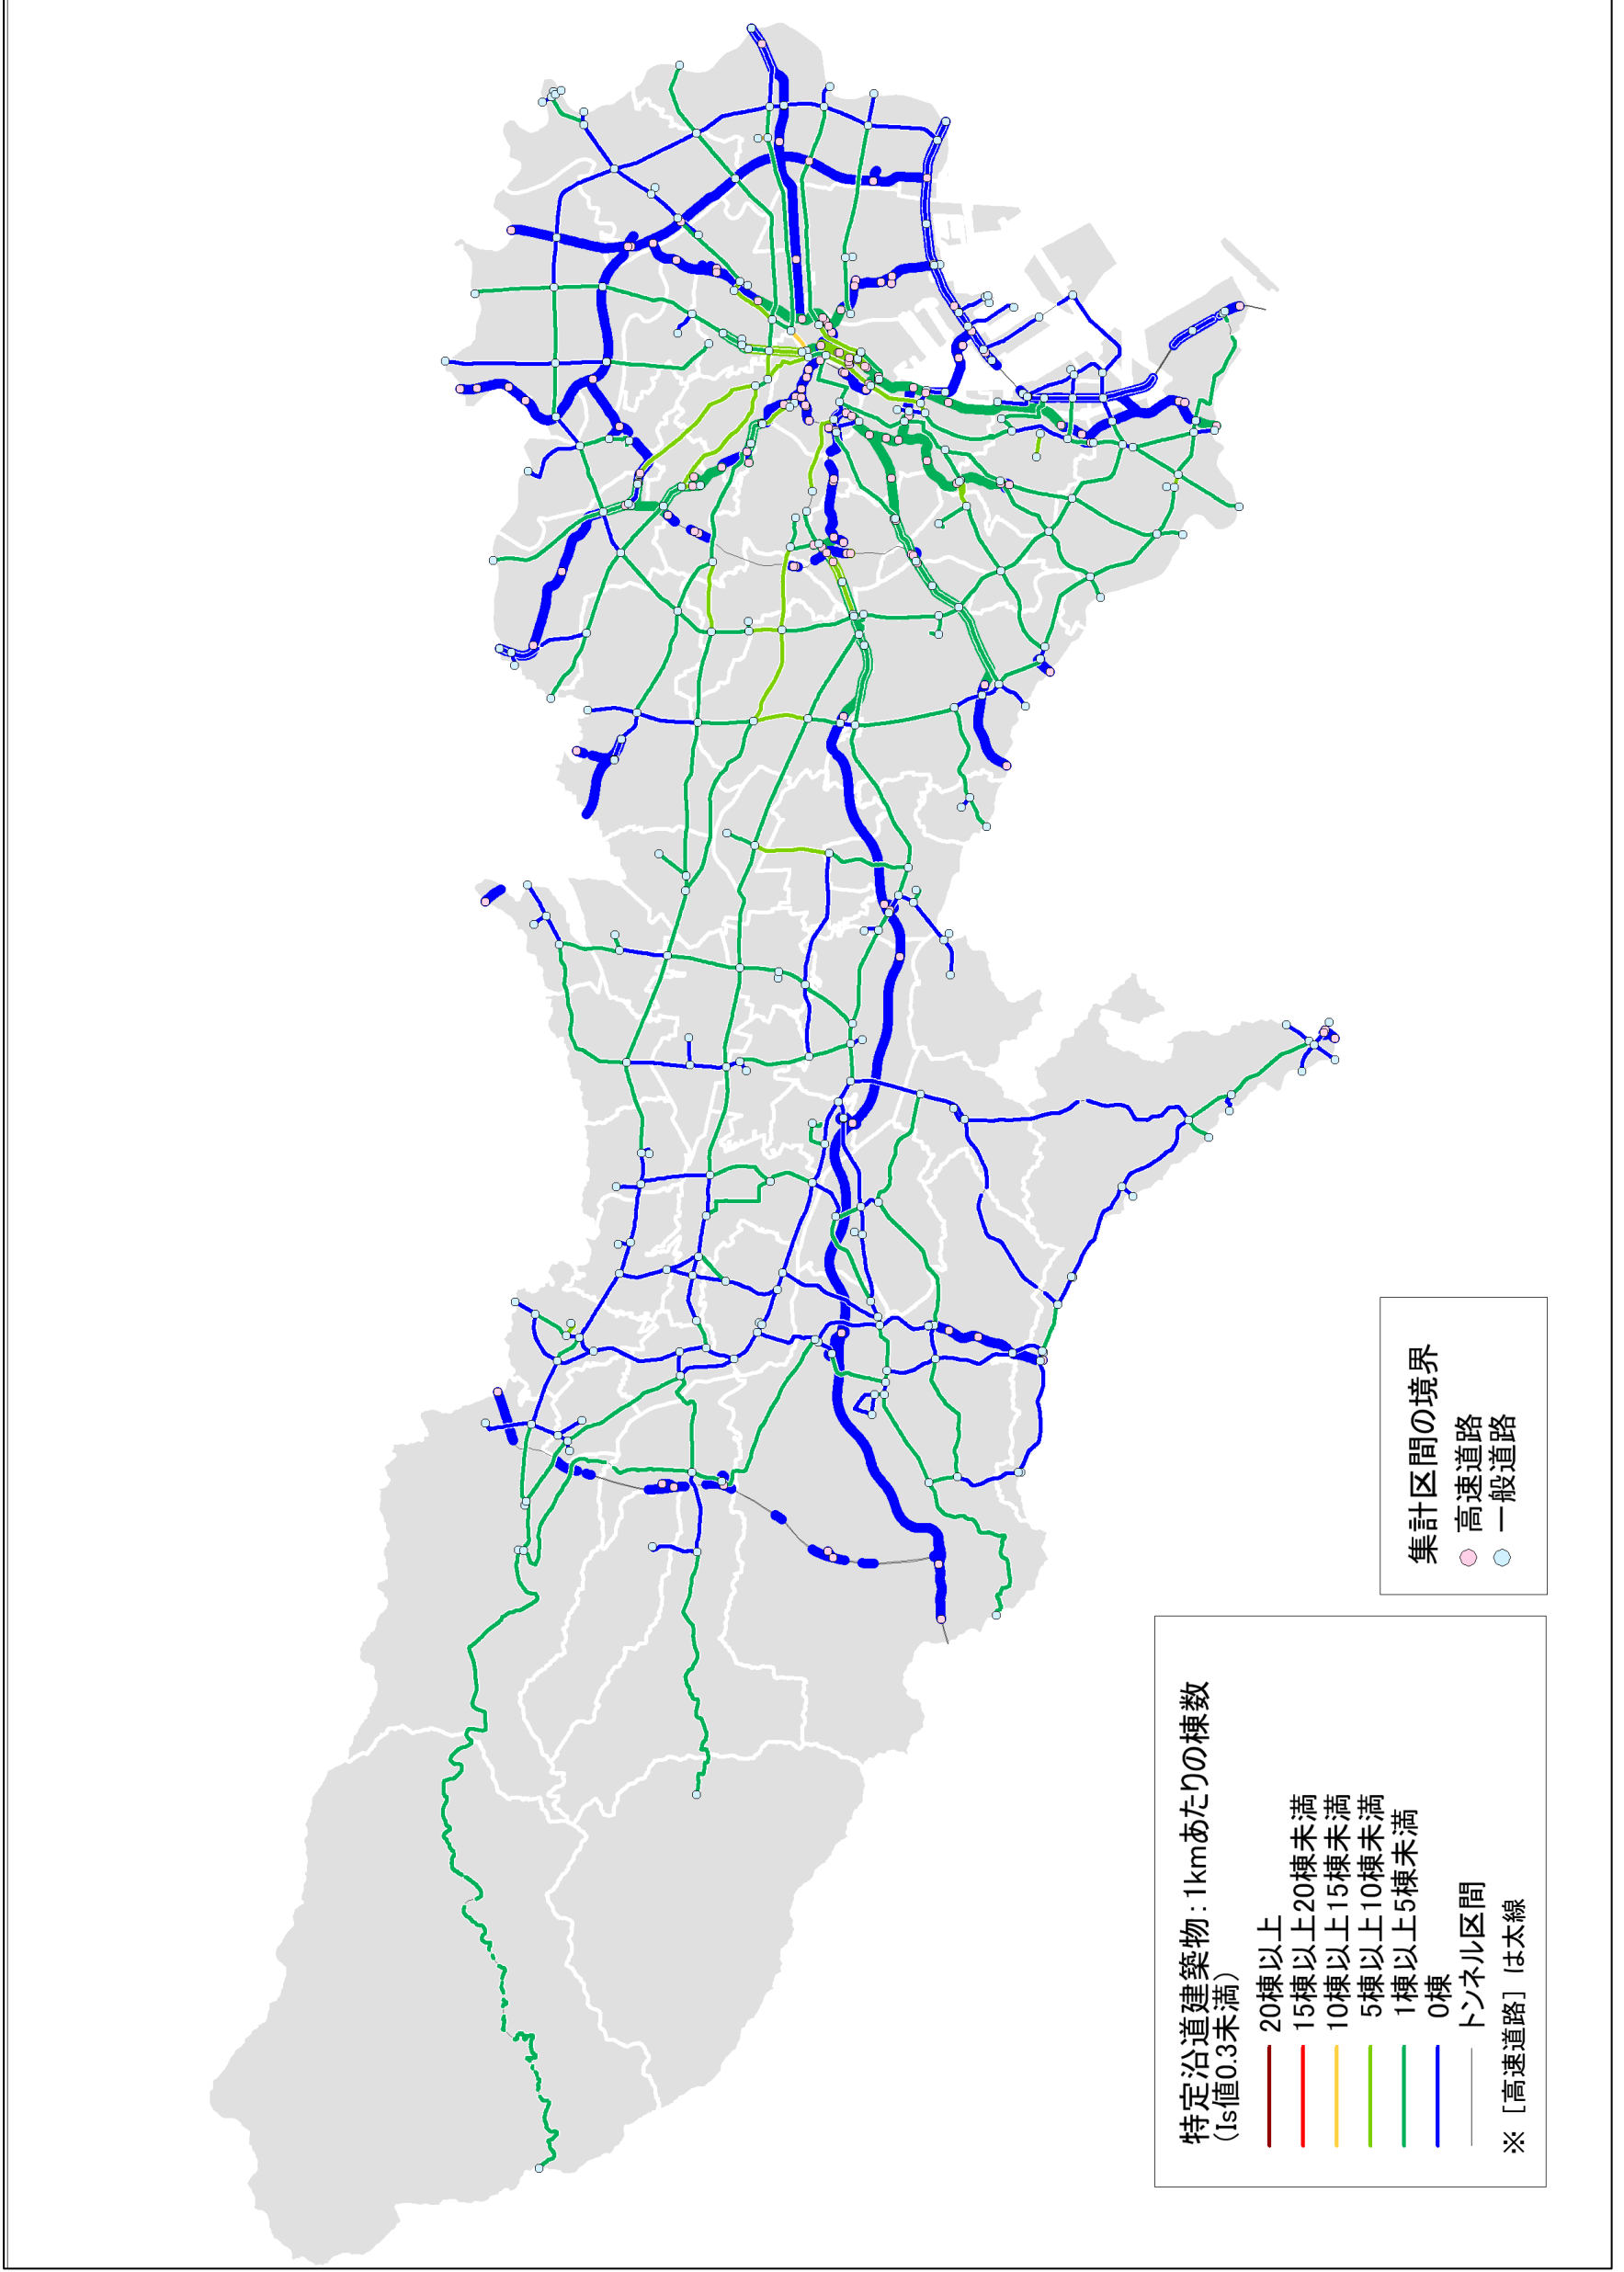 特定沿道建築物：1kmあたりの棟数
（Is値0.3未満）
20棟以上
15棟以上20棟未満
10棟以上15棟未満
5棟以上10棟未満
1棟以上5棟未満
0棟
トンネル区間
※［高速道路］は太線
集計区間の境界
高速道路
一般道路